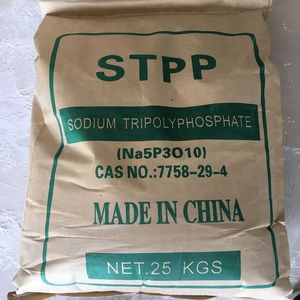 STPP
SODIUM TRIPOLYPHOSPHATE
(Na5P3O10)
CAS NO.:7758-29-4
MADE IN CHINA
NET.25 KGS